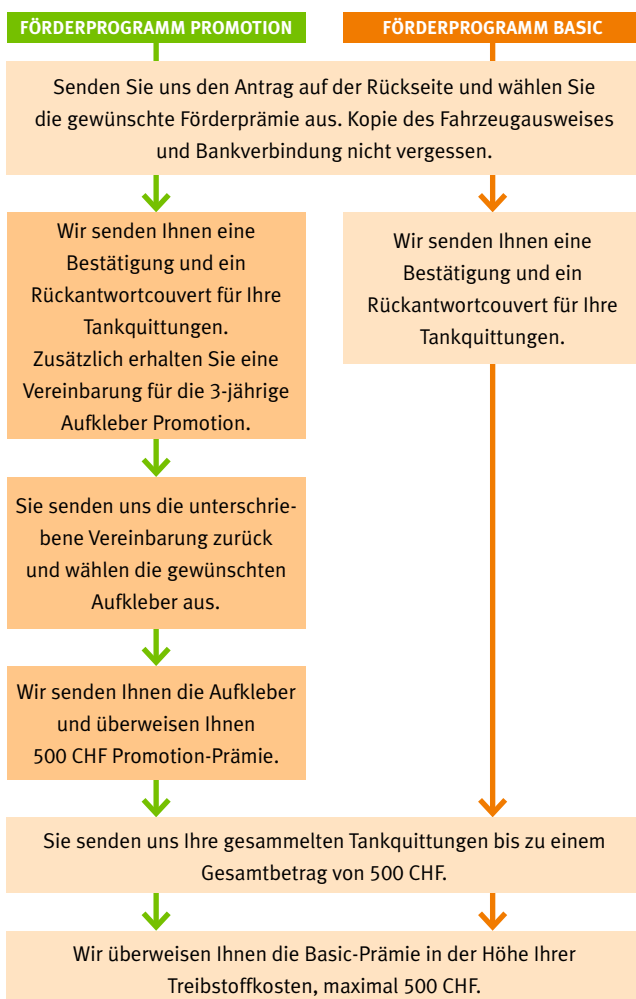 FÖRDERPROGRAMM PROMOTION
FÖRDERPROGRAMM BASIC
Senden Sie uns den Antrag auf der Rückseite und wählen Sie
die gewünschte Förderprämie aus. Kopie des Fahrzeugausweises
und Bankverbindung nicht vergessen.
Wir senden Ihnen eine
Bestätigung und ein
Rückantwortcouvert für Ihre
Tankquittungen.
Zusätzlich erhalten Sie eine
Vereinbarung für die 3-jährige
Aufkleber Promotion.
Wir senden Ihnen eine
Bestätigung und ein
Rückantwortcouvert für Ihre
Tankquittungen.
Sie senden uns die unterschrie-
bene Vereinbarung zurück
und wählen die gewünschten
Aufkleber aus.
Wir senden Ihnen die Aufkleber
und überweisen Ihnen
500 CHF Promotion-Prämie.
Sie senden uns Ihre gesammelten Tankquittungen bis zu einem
Gesamtbetrag von 500 CHF.
Wir überweisen Ihnen die Basic-Prämie in der Höhe Ihrer
Treibstoffkosten, maximal 500 CHF.